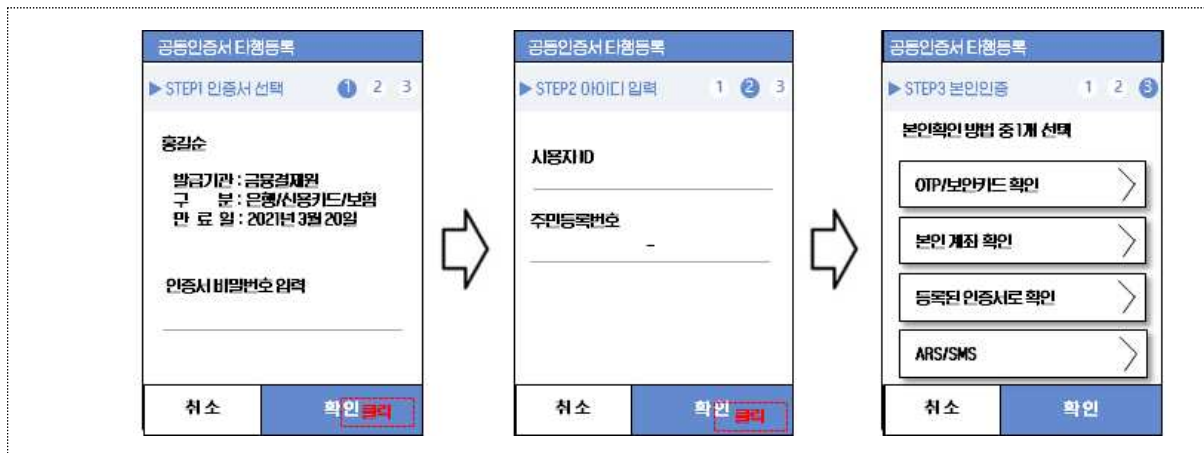 공동인증서 타행등록
▶ STEP1 인증서 선택 1 2 3
홍길순
발급기관 : 금융결제원
구 분 : 은행/신용카드/보험
만 료 일 : 2021년 3월 20일
인증서 비밀번호 입력
취소 확인 클릭
공동인증서 타행등록
▶ STEP2 아이디 입력 1 2 3
사용자 ID
주민등록번호
-
취소 확인 클릭
공동인증서 타행등록
▶ STEP3 본인인증 1 2 3
본인확인 방법 중 1개 선택
OTP/보안카드 확인
본인 계좌 확인
등록된 인증서로 확인
ARS/SMS
취소 확인